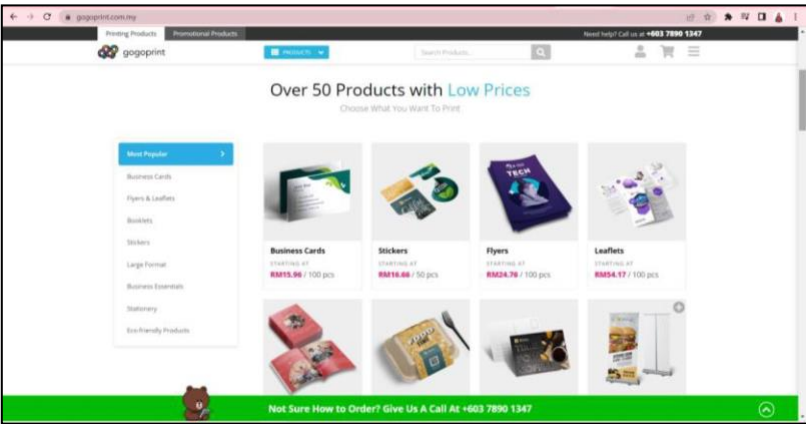 gogoprint.com.my
Printing Products Promotional Products Need help? Call us at +603 7890 1347
gogoprint PRODUCTS Search Products...
Over 50 Products with Low Prices
Choose What You Want To Print
Most Popular
Business Cards
Flyers & Leaflets
Booklets
Stickers
Large Format
Business Essentials
Stationery
Eco-Friendly Products
TECH
Business Cards
STARTING AT
RM15.96 / 100 pcs
Stickers
STARTING AT
RM16.66 / 50 pcs
Flyers
STARTING AT
RM24.76 / 100 pcs
Leaflets
STARTING AT
RM54.17 / 100 pcs
FOOD
Not Sure How to Order? Give Us A Call At +603 7890 1347